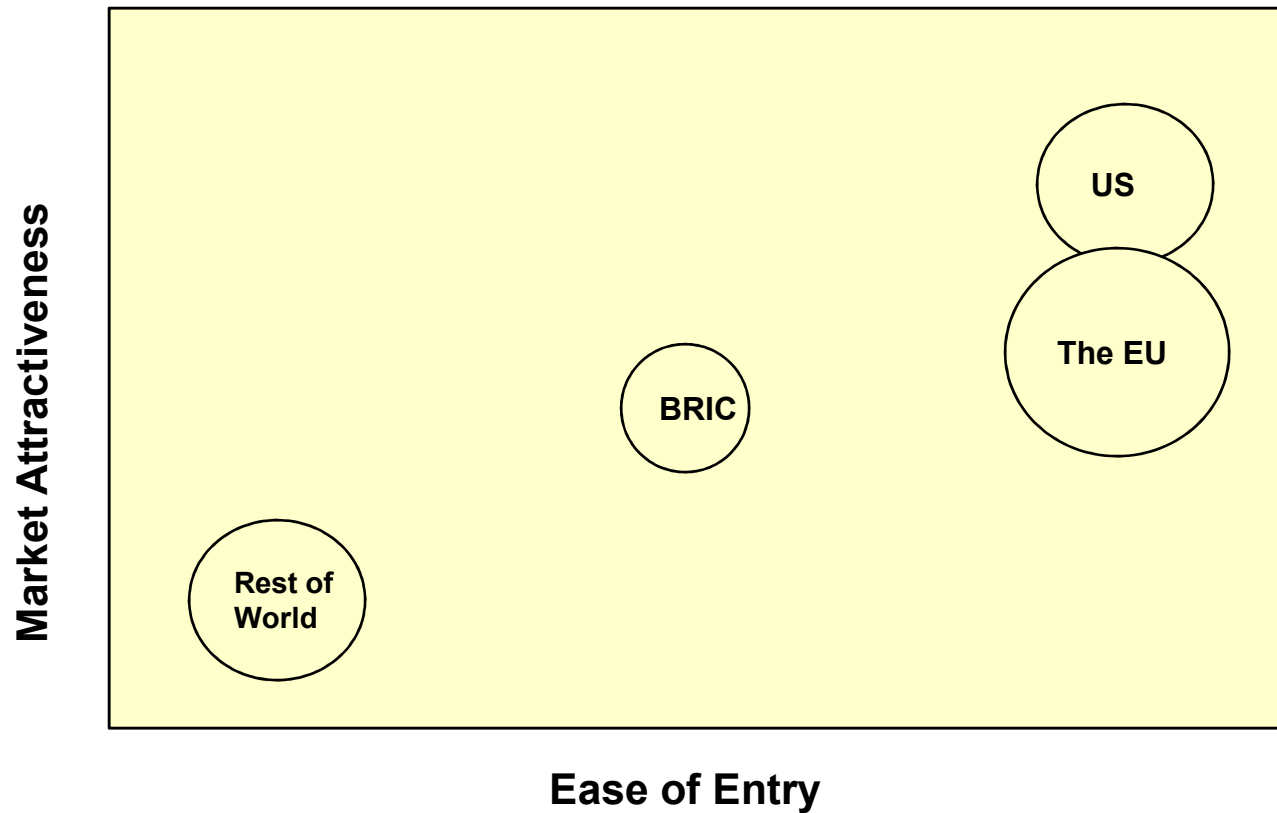 Market Attractiveness
US
The EU
BRIC
Rest of
World
Ease of Entry